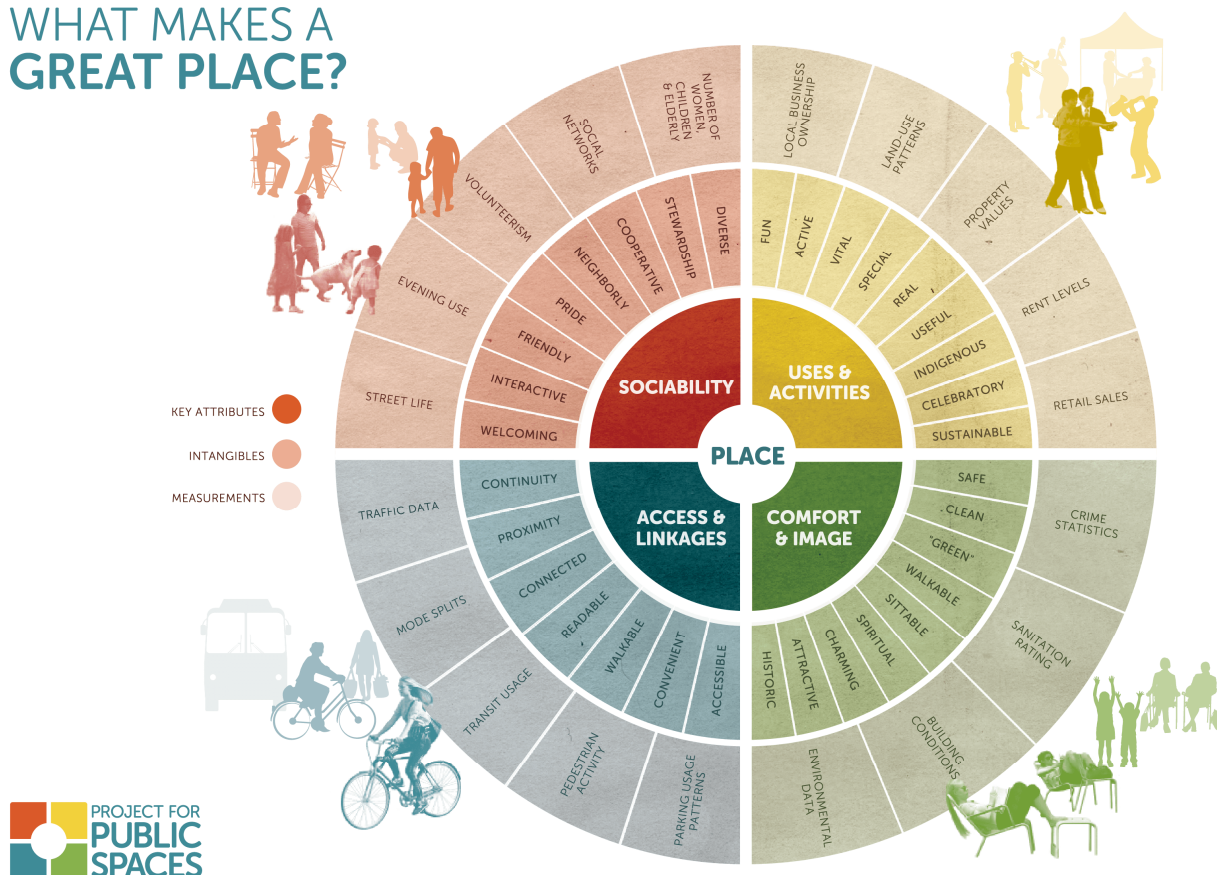 WHAT MAKES A
GREAT PLACE?
KEY ATTRIBUTES
INTANGIBLES
MEASUREMENTS
PLACE
SOCIABILITY
WELCOMING
INTERACTIVE
FRIENDLY
PRIDE
NEIGHBORLY
COOPERATIVE
STEWARDSHIP
DIVERSE
STREET LIFE
EVENING USE
VOLUNTEERISM
SOCIAL
NETWORKS
NUMBER OF
WOMEN,
CHILDREN
& ELDERLY
USES &
ACTIVITIES
FUN
ACTIVE
VITAL
SPECIAL
REAL
USEFUL
INDIGENOUS
CELEBRATORY
SUSTAINABLE
LOCAL BUSINESS
OWNERSHIP
LAND-USE
PATTERNS
PROPERTY
VALUES
RENT LEVELS
RETAIL SALES
COMFORT
& IMAGE
SAFE
CLEAN
"GREEN"
WALKABLE
SITTABLE
SPIRITUAL
CHARMING
ATTRACTIVE
HISTORIC
CRIME
STATISTICS
SANITATION
RATING
BUILDING
CONDITIONS
ENVIRONMENTAL
DATA
ACCESS &
LINKAGES
CONTINUITY
PROXIMITY
CONNECTED
READABLE
WALKABLE
CONVENIENT
ACCESSIBLE
TRAFFIC DATA
MODE SPLITS
TRANSIT USAGE
PEDESTRIAN
ACTIVITY
PARKING USAGE
PATTERNS
PROJECT FOR
PUBLIC
SPACES